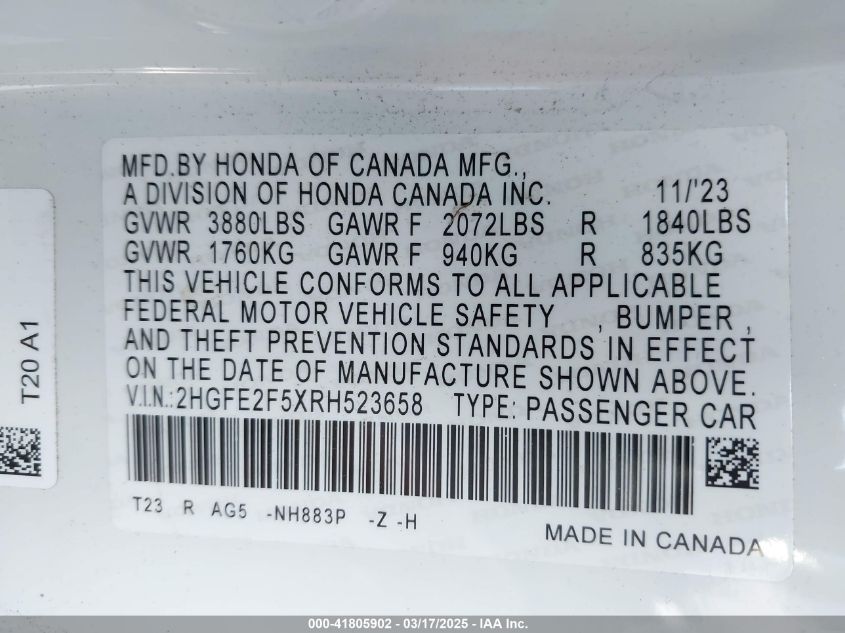 MFD.BY HONDA OF CANADA MFG.,
A DIVISION OF HONDA CANADA INC. 11/'23
GVWR 3880LBS GAWR F 2072LBS R 1840LBS
GVWR 1760KG GAWR F 940KG R 835KG
THIS VEHICLE CONFORMS TO ALL APPLICABLE
FEDERAL MOTOR VEHICLE SAFETY , BUMPER ,
AND THEFT PREVENTION STANDARDS IN EFFECT
ON THE DATE OF MANUFACTURE SHOWN ABOVE.
V.I.N.:2HGFE2F5XRH523658 TYPE: PASSENGER CAR
T23 R AG5 -NH883P -Z -H
MADE IN CANADA
T20 A1
000-41805902 - 03/17/2025 - Copyright © IAA, LLC.